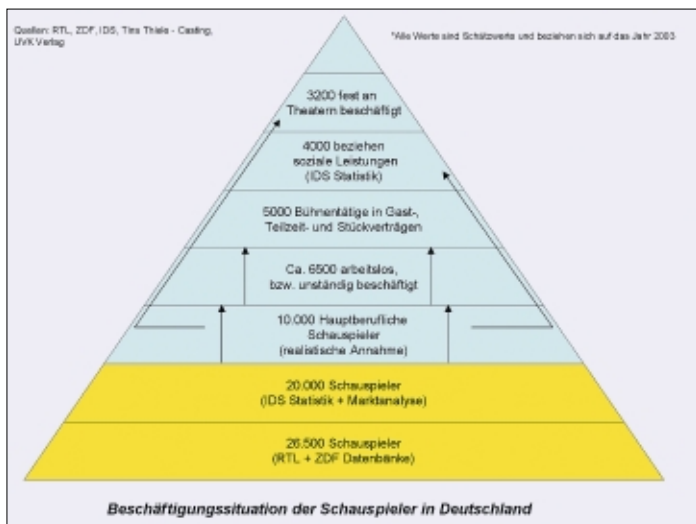 Quellen: RTL, ZDF, IDS, Tina Thiele - Casting,
UVK Verlag
*Alle Werte sind Schätzwerte und beziehen sich auf das Jahr 2003
3200 fest an
Theatern beschäftigt
4000 beziehen
soziale Leistungen
(IDS Statistik)
5000 Bühnentätige in Gast-,
Teilzeit- und Stückverträgen
Ca. 6500 arbeitslos,
bzw. unständig beschäftigt
10.000 Hauptberufliche
Schauspieler
(realistische Annahme)
20.000 Schauspieler
(IDS Statistik + Marktanalyse)
26.500 Schauspieler
(RTL + ZDF Datenbänke)
Beschäftigungssituation der Schauspieler in Deutschland